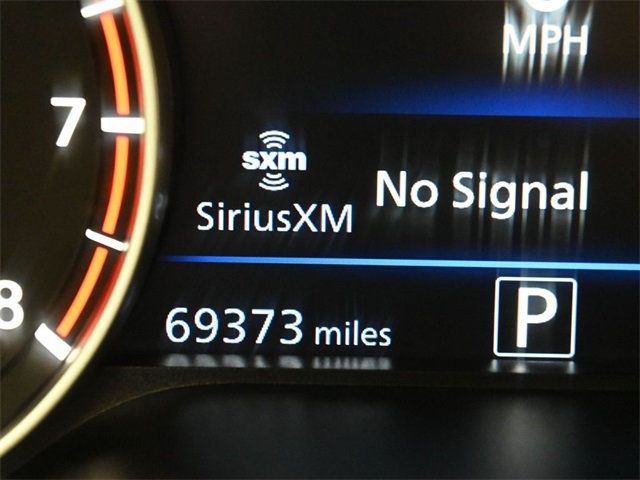 MPH
7
sxm
SiriusXM
No Signal
8
69373 miles
P